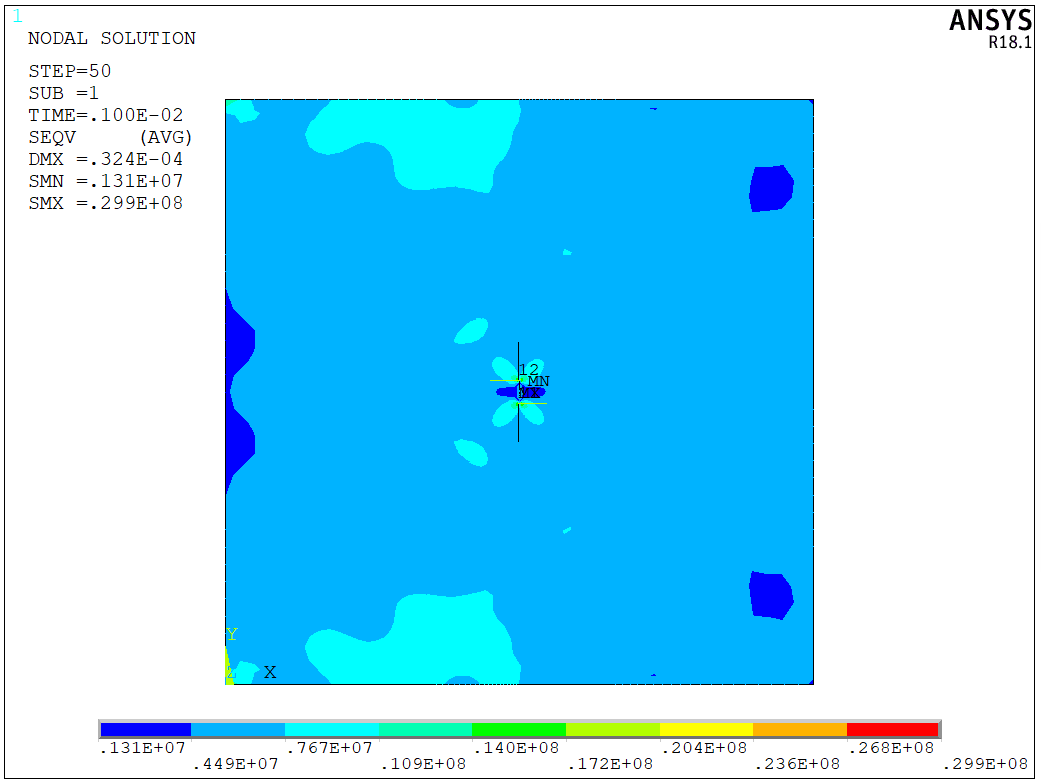 1
ANSYS
R18.1
NODAL SOLUTION
STEP=50
SUB =1
TIME=.100E-02
SEQV (AVG)
DMX =.324E-04
SMN =.131E+07
SMX =.299E+08
12
MN
Y
Z X
.131E+07 .767E+07 .140E+08 .204E+08 .268E+08
.449E+07 .109E+08 .172E+08 .236E+08 .299E+08